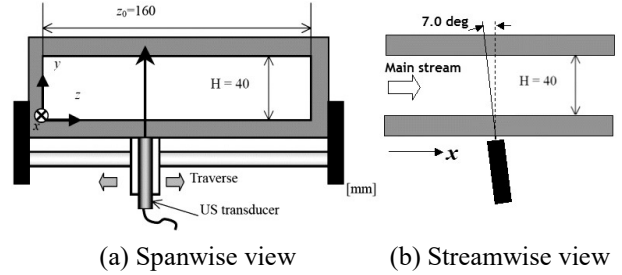 z₀=160
y
H = 40
z
x
Traverse
[mm]
US transducer
(a) Spanwise view
7.0 deg
Main stream
H = 40
x
(b) Streamwise view